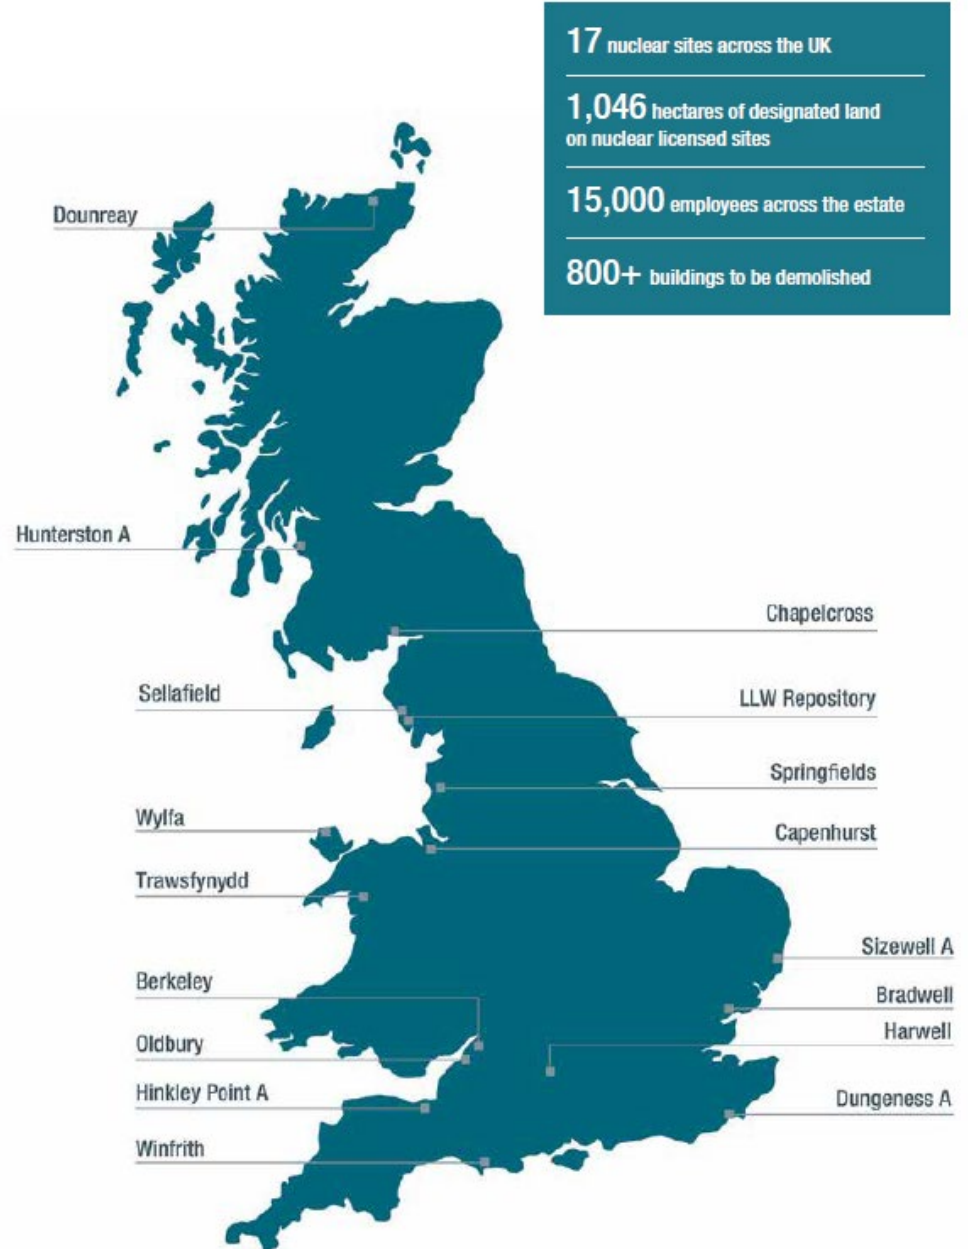 17 nuclear sites across the UK
1,046 hectares of designated land
on nuclear licensed sites
15,000 employees across the estate
800+ buildings to be demolished
Dounreay
Hunterston A
Chapelcross
Sellafield
LLW Repository
Springfields
Wylfa
Capenhurst
Trawsfynydd
Sizewell A
Berkeley
Bradwell
Harwell
Oldbury
Hinkley Point A
Dungeness A
Winfrith